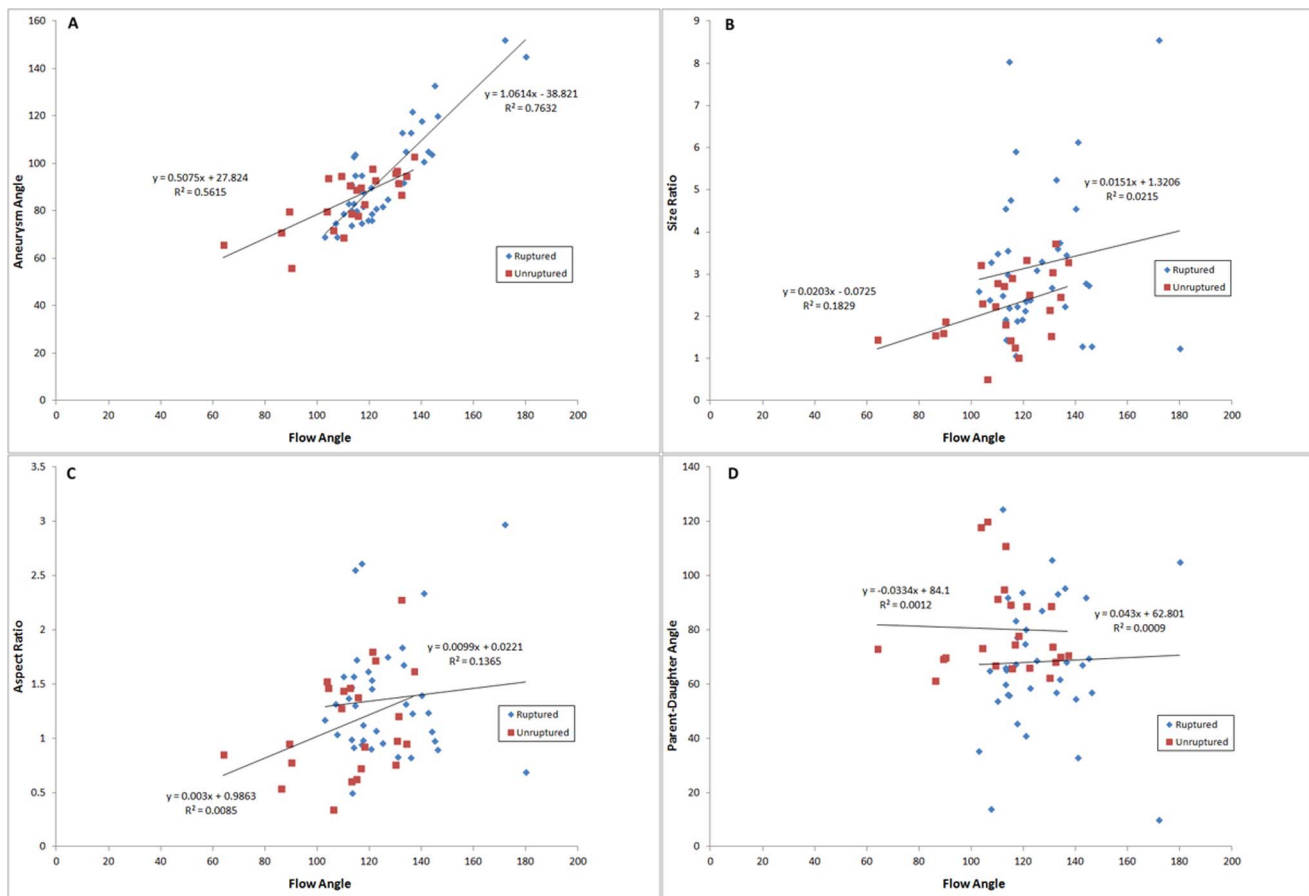 A
160
140
120
100
80
60
40
20
0
Aneurysm Angle
y = 1.0614x - 38.821
R² = 0.7632
y = 0.5075x + 27.824
R² = 0.5615
Ruptured
Unruptured
0 20 40 60 80 100 120 140 160 180 200
Flow Angle
B
9
8
7
6
5
4
3
2
1
0
Size Ratio
y = 0.0151x + 1.3206
R² = 0.0215
y = 0.0203x - 0.0725
R² = 0.1829
Ruptured
Unruptured
0 20 40 60 80 100 120 140 160 180 200
Flow Angle
C
3.5
3
2.5
2
1.5
1
0.5
0
Aspect Ratio
y = 0.0099x + 0.0221
R² = 0.1365
Ruptured
Unruptured
y = 0.003x + 0.9863
R² = 0.0085
0 20 40 60 80 100 120 140 160 180 200
Flow Angle
D
140
120
100
80
60
40
20
0
Parent-Daughter Angle
y = -0.0334x + 84.1
R² = 0.0012
y = 0.043x + 62.801
R² = 0.0009
Ruptured
Unruptured
0 20 40 60 80 100 120 140 160 180 200
Flow Angle